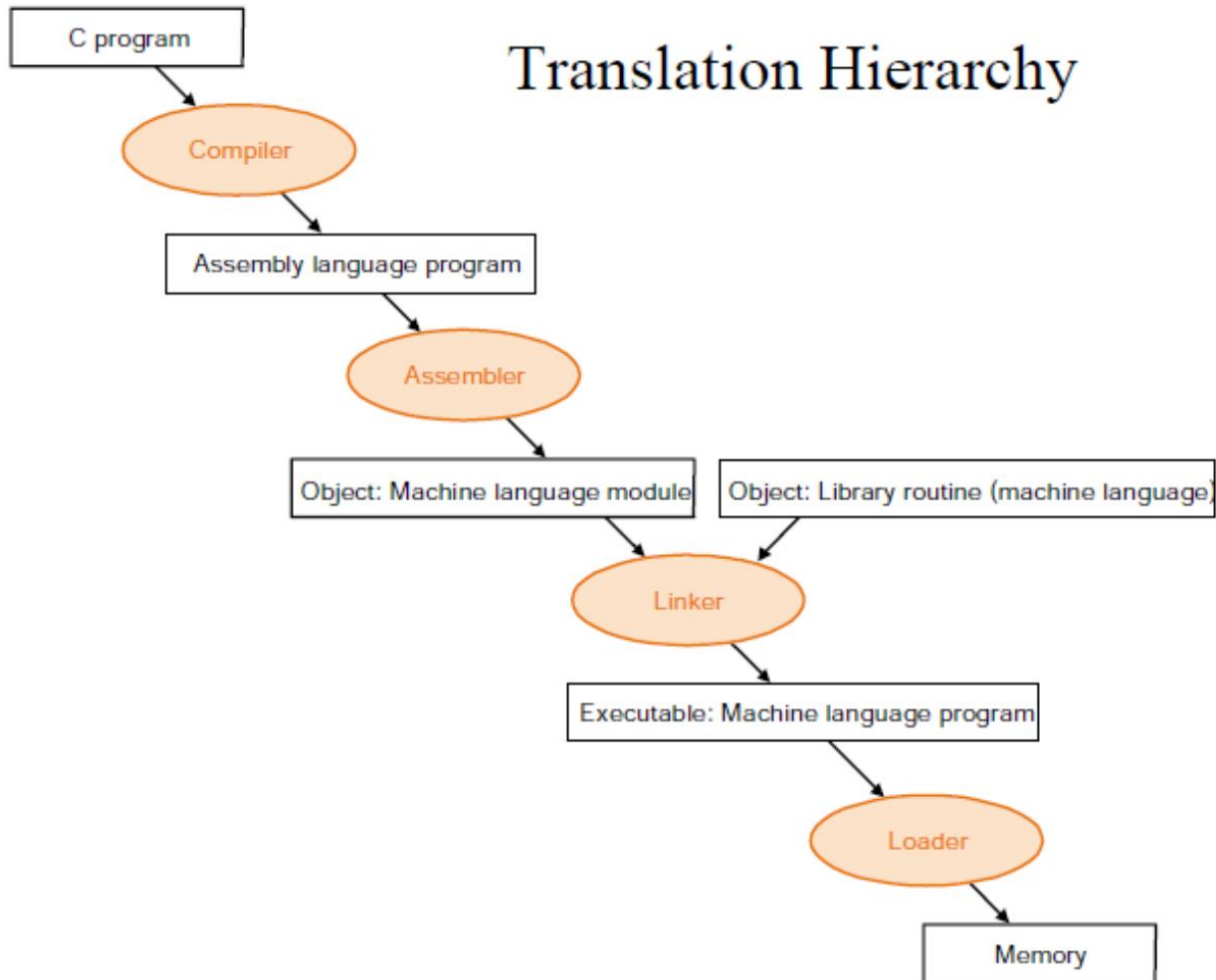 C program
Translation Hierarchy
Compiler
Assembly language program
Assembler
Object: Machine language module
Object: Library routine (machine language)
Linker
Executable: Machine language program
Loader
Memory